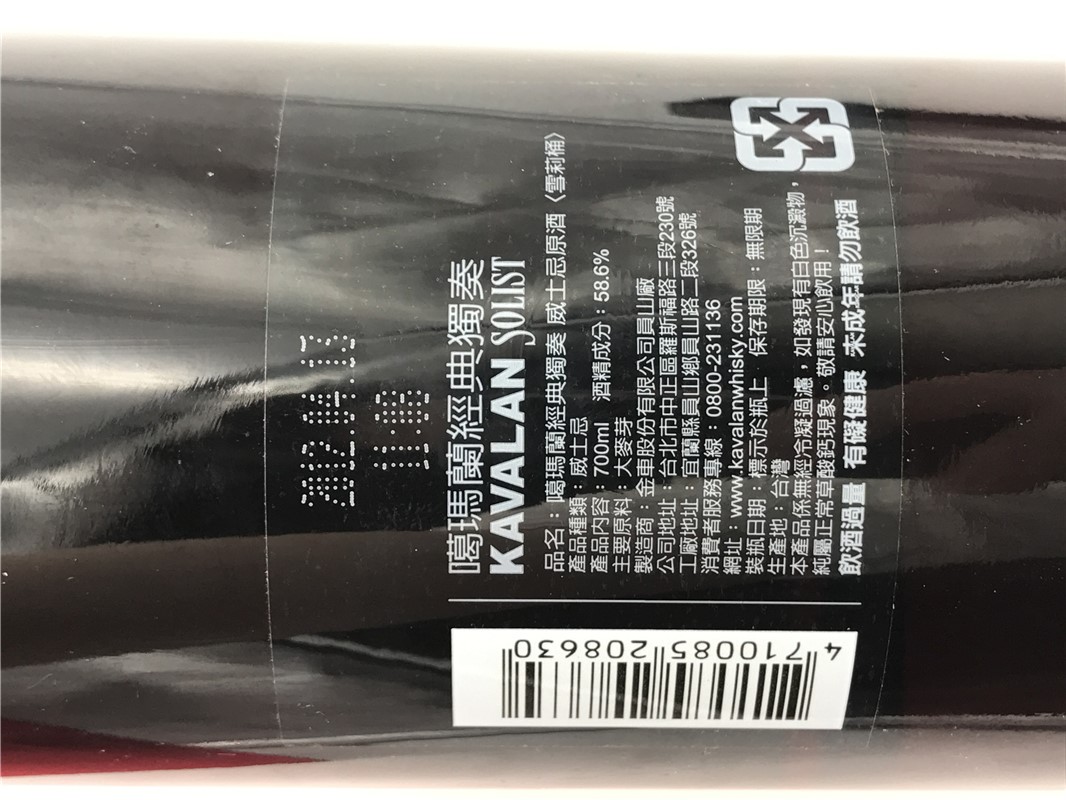 2012.04.13
11:00
噶瑪蘭經典獨奏
KAVALAN SOLIST
品名：噶瑪蘭經典獨奏 威士忌原酒〈雪莉桶〉
產品種類：威士忌
產品內容：700ml 酒精成分：58.6%
主要原料：大麥芽
製造商：金車股份有限公司員山廠
公司地址：台北市中正區羅斯福路三段230號
工廠地址：宜蘭縣員山鄉員山路二段326號
消費者服務專線：0800-231136
網址：www.kavalanwhisky.com
裝瓶日期：標示於瓶上 保存期限：無限期
生產地：台灣
本產品係無經冷凝過濾，如發現有白色沉澱物，
純屬正常草酸鈣現象。敬請安心飲用！
飲酒過量 有礙健康 未成年請勿飲酒
4 710085 208630